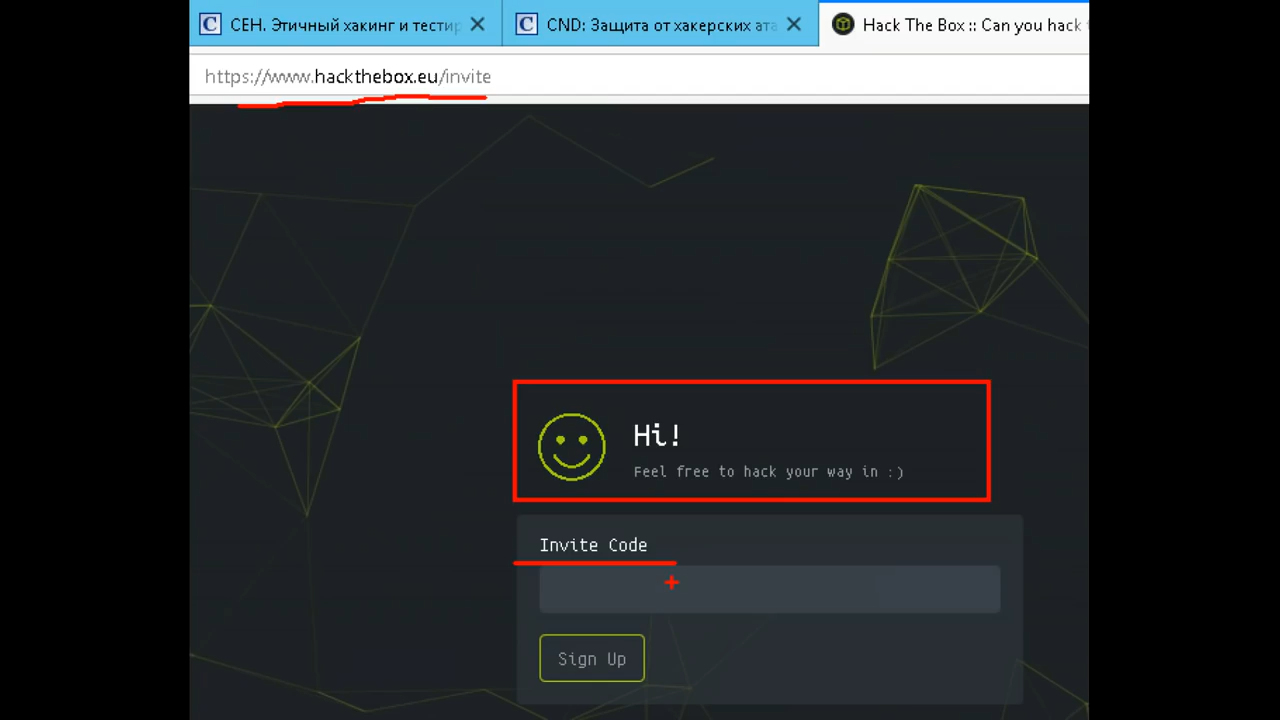 C СЕН. Этичный хакинг и тестир
C CND: Защита от хакерских ата
Hack The Box :: Can you hack
https://www.hackthebox.eu/invite
Hi!
Feel free to hack your way in :)
Invite Code
Sign Up